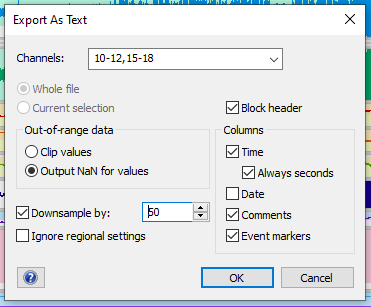 Export As Text
Channels: 10-12,15-18
Whole file
Current selection
Block header
Out-of-range data
Clip values
Output NaN for values
Columns
Time
Always seconds
Date
Comments
Event markers
Downsample by: 50
Ignore regional settings
?
OK
Cancel